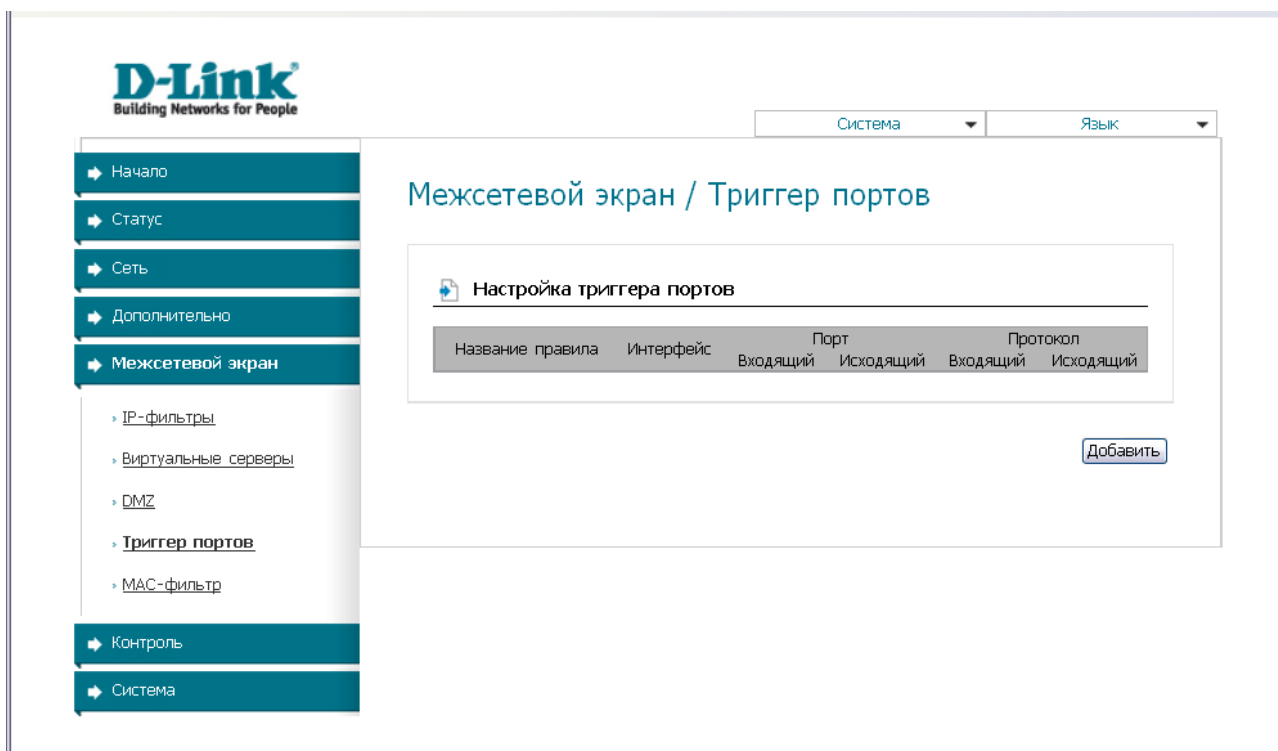 D-Link
Building Networks for People
Система
Язык
Начало
Статус
Сеть
Дополнительно
Межсетевой экран
IP-фильтры
Виртуальные серверы
DMZ
Триггер портов
MAC-фильтр
Контроль
Система
Межсетевой экран / Триггер портов
Настройка триггера портов
Название правила Интерфейс Порт Протокол
Входящий Исходящий Входящий Исходящий
Добавить